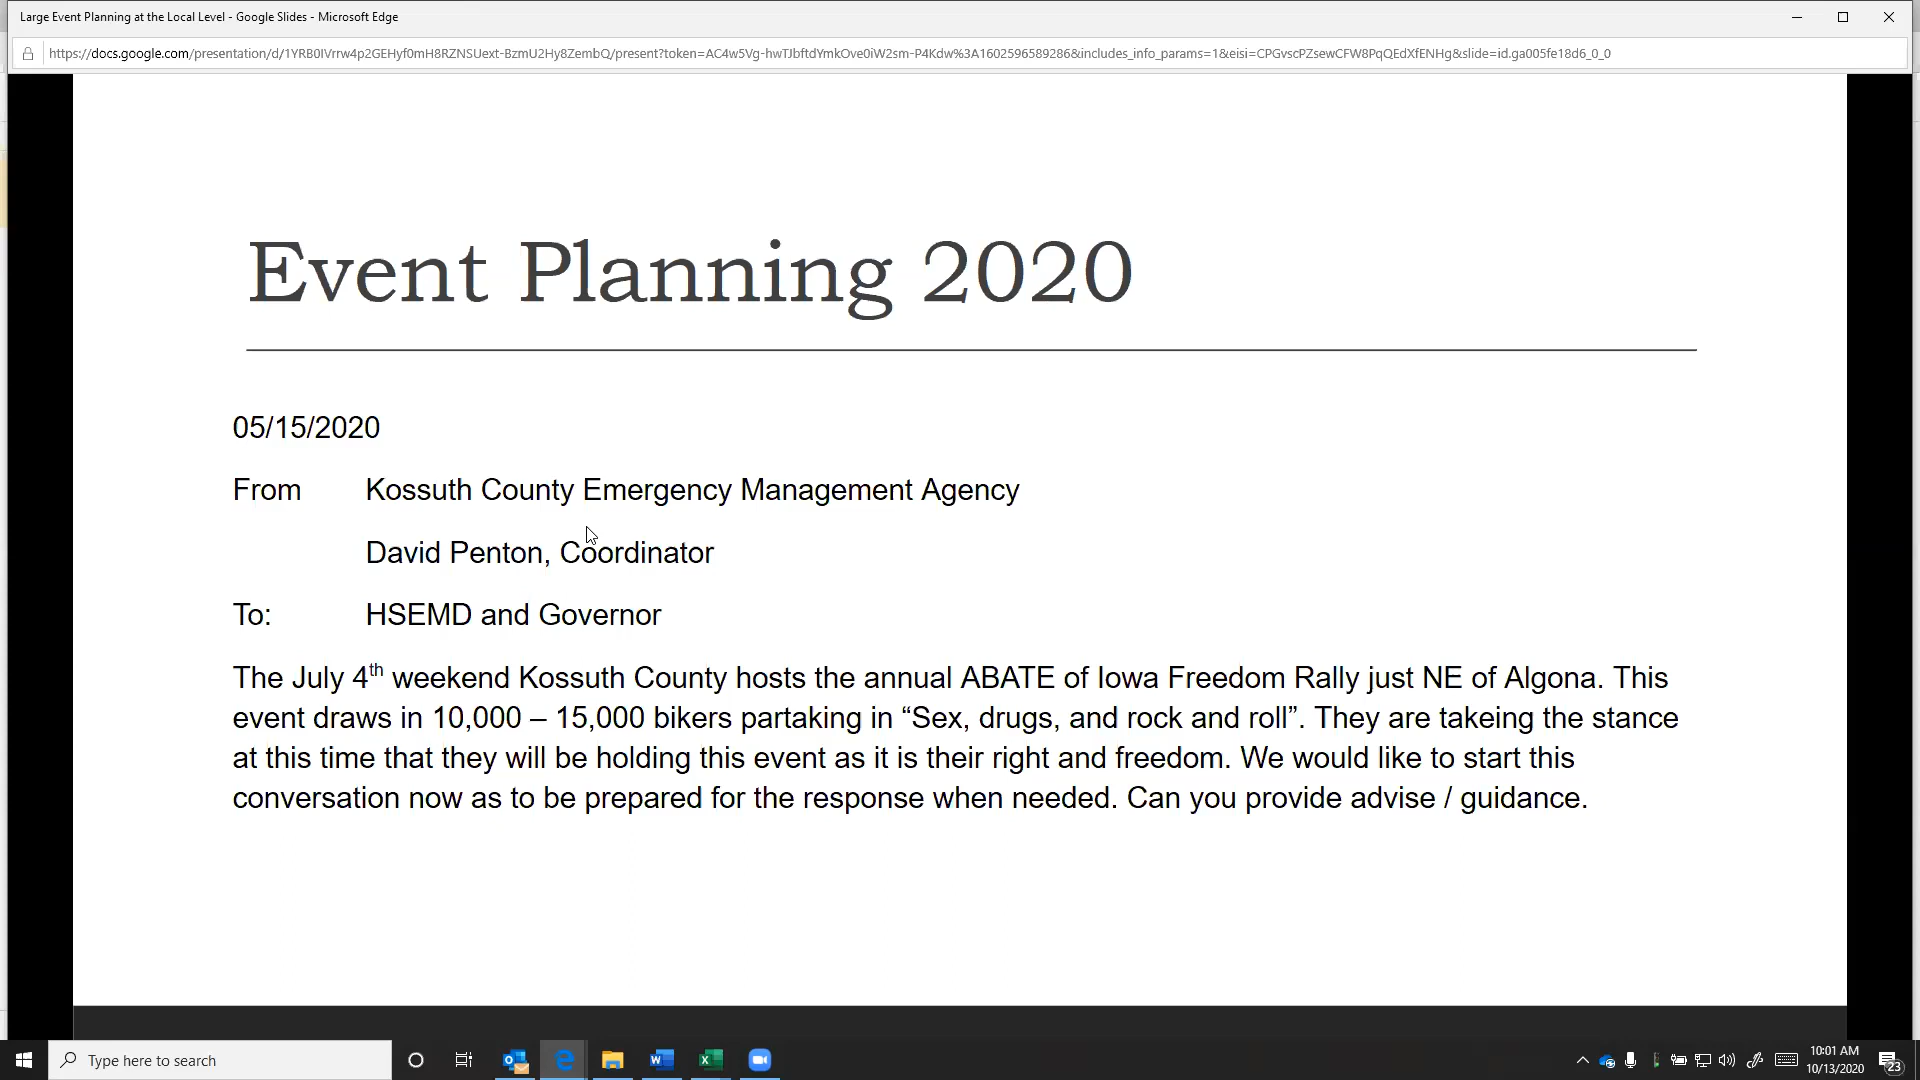 Large Event Planning at the Local Level - Google Slides - Microsoft Edge
https://docs.google.com/presentation/d/1YRB0IVrrw4p2GEHyf0mH8RZNSUext-BzmU2Hy8ZembQ/present?token=AC4w5Vg-hwTJbftdYmkOve0iW2sm-P4Kdw%3A1602596589286&includes_info_params=1&eisi=CPGvscPZsewCFW8PqQEdXfENHg&slide=id.ga005fe18d6_0_0
Event Planning 2020
05/15/2020
From Kossuth County Emergency Management Agency
David Penton, Coordinator
To: HSEMD and Governor
The July 4th weekend Kossuth County hosts the annual ABATE of Iowa Freedom Rally just NE of Algona. This
event draws in 10,000 – 15,000 bikers partaking in “Sex, drugs, and rock and roll”. They are takeing the stance
at this time that they will be holding this event as it is their right and freedom. We would like to start this
conversation now as to be prepared for the response when needed. Can you provide advise / guidance.
Type here to search
10:01 AM
10/13/2020
23